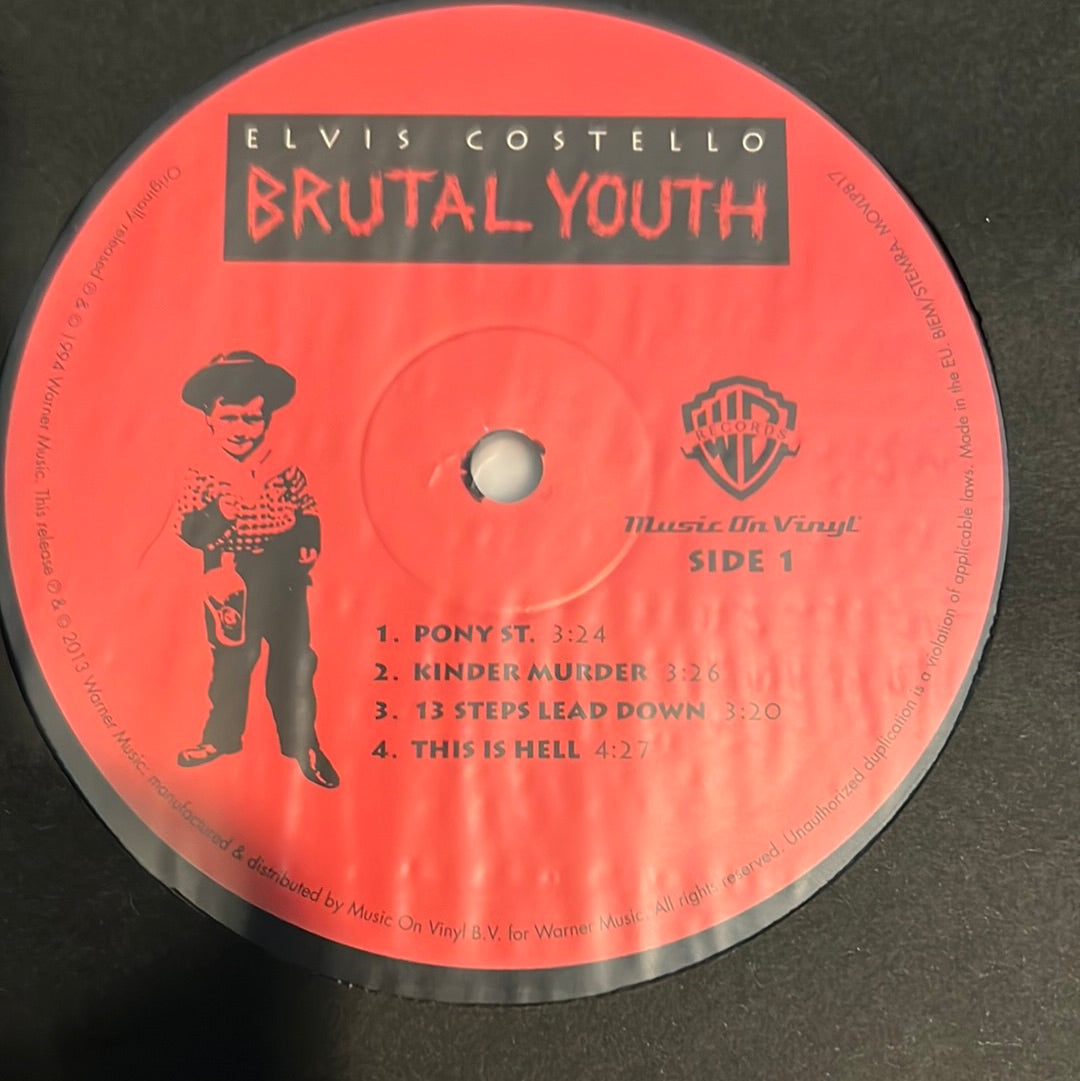 ELVIS COSTELLO
BRUTAL YOUTH
WB
RECORDS
Music On Vinyl
SIDE 1
1. PONY ST. 3:24
2. KINDER MURDER 3:26
3. 13 STEPS LEAD DOWN 3:20
4. THIS IS HELL 4:27
Originally released ℗ & © 1994 Warner Music. This release ℗ & © 2013 Warner Music. manufactured & distributed by Music On Vinyl B.V. for Warner Music. All rights reserved. Unauthorized duplication is a violation of applicable laws. Made in the EU. BIEM/STEMRA. MOVLP817